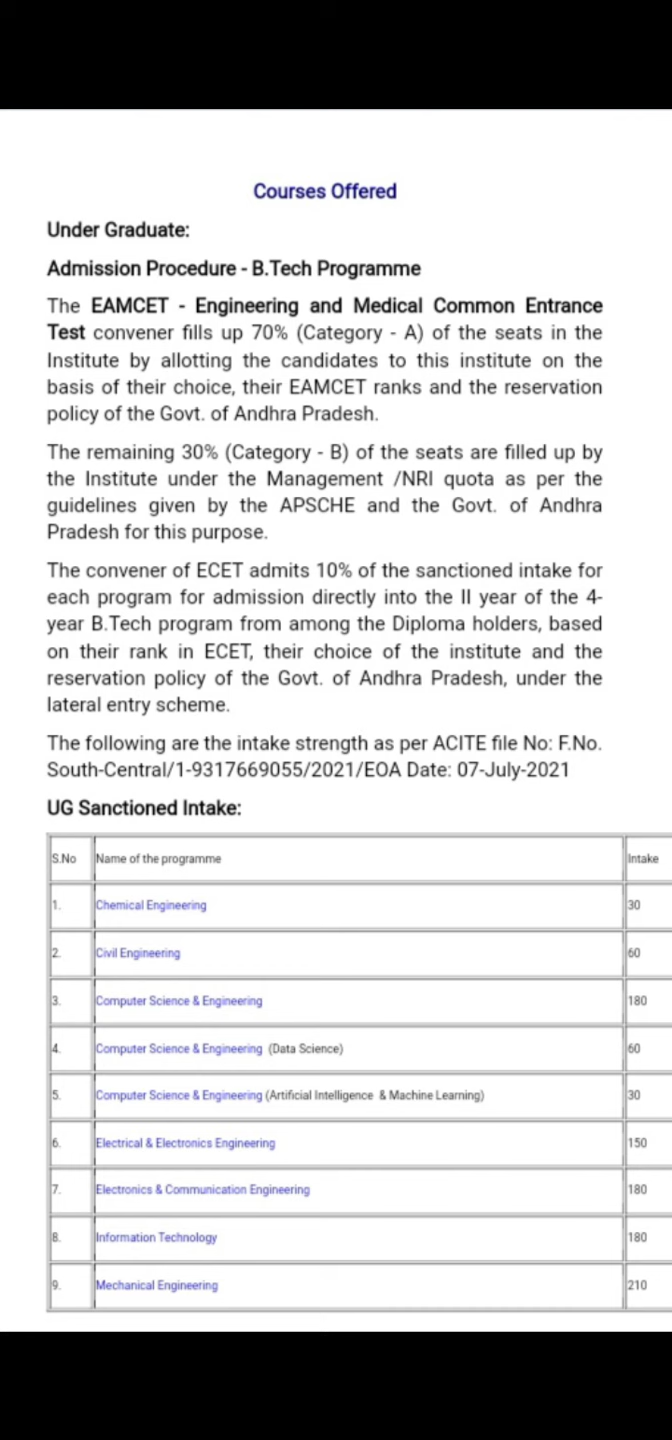 Courses Offered
Under Graduate:
Admission Procedure - B.Tech Programme
The EAMCET - Engineering and Medical Common Entrance
Test convener fills up 70% (Category - A) of the seats in the
Institute by allotting the candidates to this institute on the
basis of their choice, their EAMCET ranks and the reservation
policy of the Govt. of Andhra Pradesh.
The remaining 30% (Category - B) of the seats are filled up by
the Institute under the Management /NRI quota as per the
guidelines given by the APSCHE and the Govt. of Andhra
Pradesh for this purpose.
The convener of ECET admits 10% of the sanctioned intake for
each program for admission directly into the II year of the 4-
year B.Tech program from among the Diploma holders, based
on their rank in ECET, their choice of the institute and the
reservation policy of the Govt. of Andhra Pradesh, under the
lateral entry scheme.
The following are the intake strength as per ACITE file No: F.No.
South-Central/1-9317669055/2021/EOA Date: 07-July-2021
UG Sanctioned Intake:
S.No Name of the programme Intake
1. Chemical Engineering 30
2. Civil Engineering 60
3. Computer Science & Engineering 180
4. Computer Science & Engineering (Data Science) 60
5. Computer Science & Engineering (Artificial Intelligence & Machine Learning) 30
6. Electrical & Electronics Engineering 150
7. Electronics & Communication Engineering 180
8. Information Technology 180
9. Mechanical Engineering 210